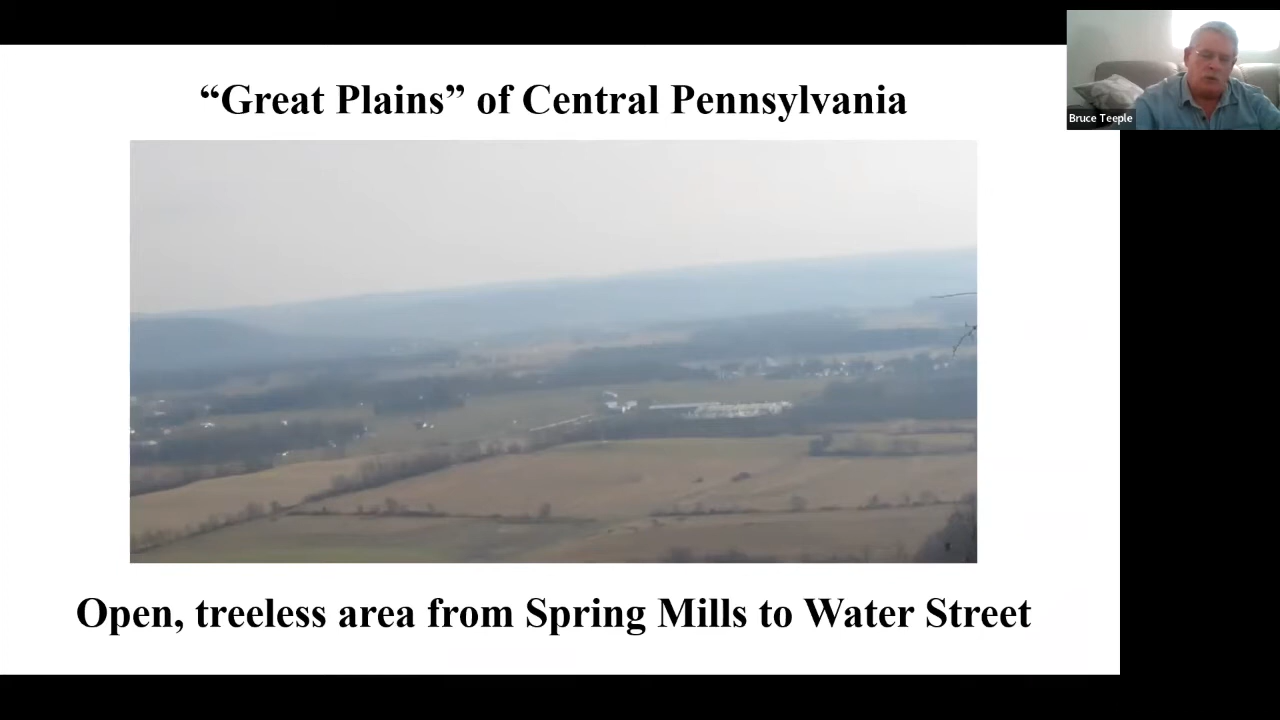 “Great Plains” of Central Pennsylvania
Bruce Teeple
Open, treeless area from Spring Mills to Water Street